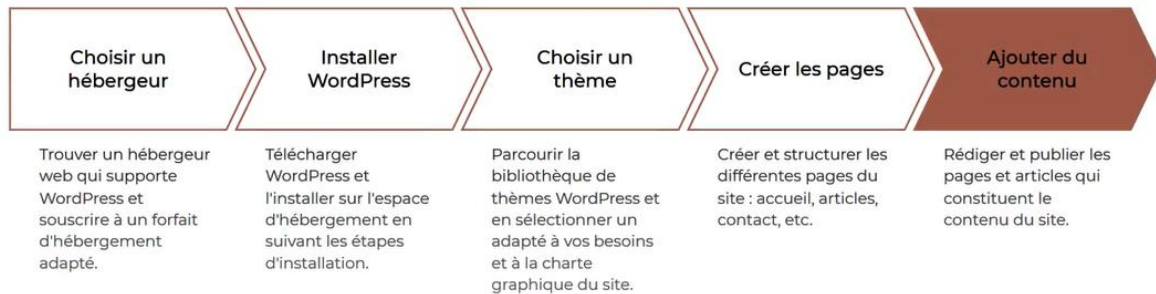 Choisir un
hébergeur
Installer
WordPress
Choisir un
thème
Créer les pages
Ajouter du
contenu
Trouver un hébergeur
web qui supporte
WordPress et
souscrire à un forfait
d'hébergement
adapté.
Télécharger
WordPress et
l'installer sur l'espace
d'hébergement en
suivant les étapes
d'installation.
Parcourir la
bibliothèque de
thèmes WordPress et
en sélectionner un
adapté à vos besoins
et à la charte
graphique du site.
Créer et structurer les
différentes pages du
site : accueil, articles,
contact, etc.
Rédiger et publier les
pages et articles qui
constituent le
contenu du site.